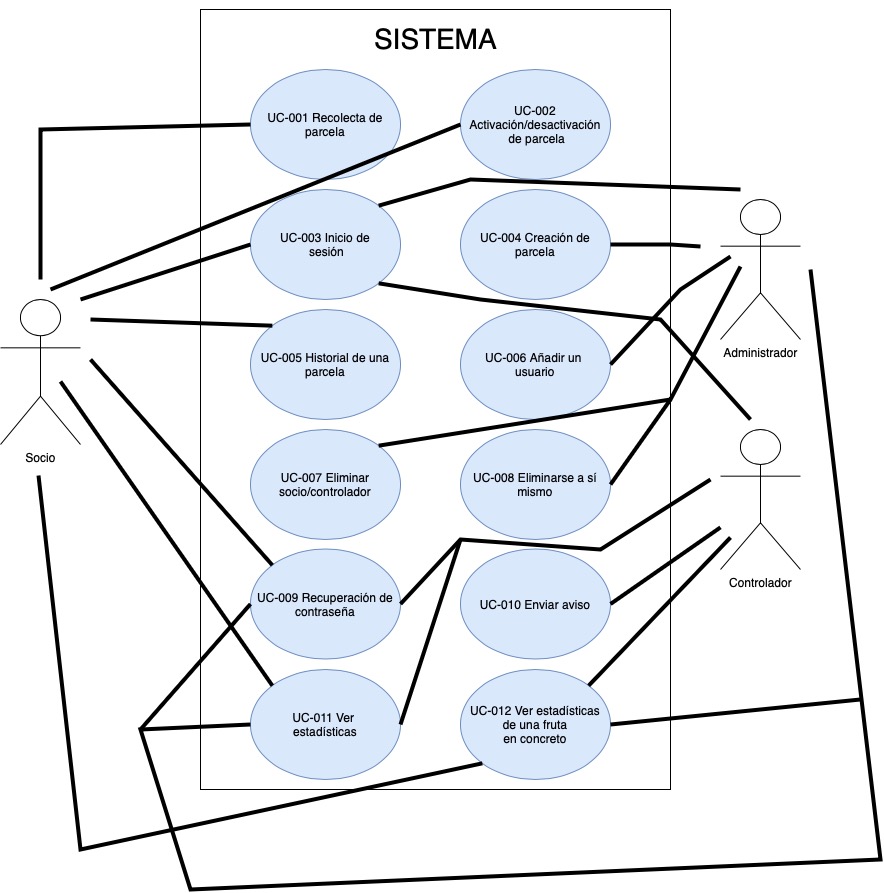 SISTEMA
UC-001 Recolecta de
parcela
UC-002
Activación/desactivación
de parcela
UC-003 Inicio de
sesión
UC-004 Creación de
parcela
UC-005 Historial de una
parcela
UC-006 Añadir un
usuario
Administrador
Socio
UC-007 Eliminar
socio/controlador
UC-008 Eliminarse a sí
mismo
Controlador
UC-009 Recuperación de
contraseña
UC-010 Enviar aviso
UC-011 Ver
estadísticas
UC-012 Ver estadísticas
de una fruta
en concreto